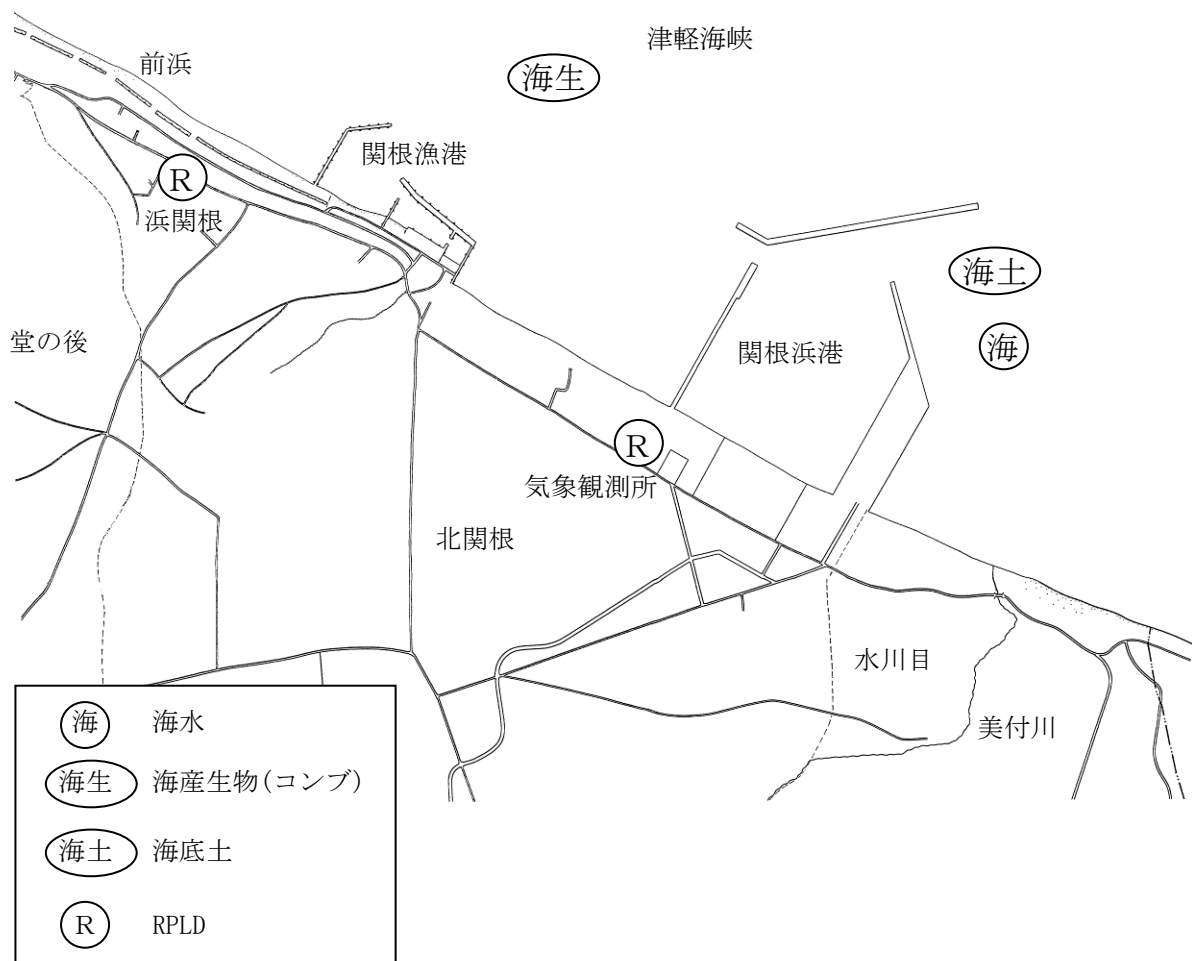 津軽海峡
前浜
海生
関根漁港
R
浜関根
海土
堂の後
関根浜港
海
R
気象観測所
北関根
水川目
美付川
海 海水
海生 海産生物(コンブ)
海土 海底土
R RPLD